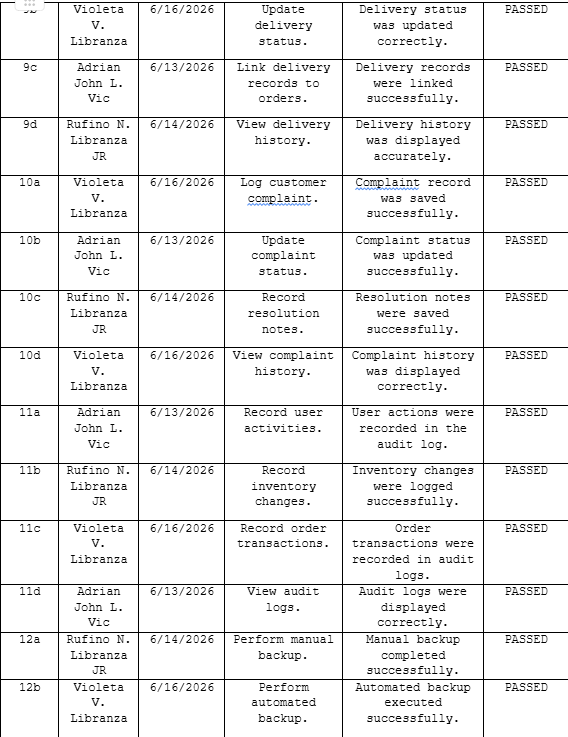 9b Violeta 6/16/2026 Update Delivery status PASSED
V. delivery was updated
Libranza status. correctly.
9c Adrian 6/13/2026 Link delivery Delivery records PASSED
John L. records to were linked
Vic orders. successfully.
9d Rufino N. 6/14/2026 View delivery Delivery history PASSED
Libranza history. was displayed
JR accurately.
10a Violeta 6/16/2026 Log customer Complaint record PASSED
V. complaint. was saved
Libranza successfully.
10b Adrian 6/13/2026 Update Complaint status PASSED
John L. complaint was updated
Vic status. successfully.
10c Rufino N. 6/14/2026 Record Resolution notes PASSED
Libranza resolution were saved
JR notes. successfully.
10d Violeta 6/16/2026 View complaint Complaint history PASSED
V. history. was displayed
Libranza correctly.
11a Adrian 6/13/2026 Record user User actions were PASSED
John L. activities. recorded in the
Vic audit log.
11b Rufino N. 6/14/2026 Record Inventory changes PASSED
Libranza inventory were logged
JR changes. successfully.
11c Violeta 6/16/2026 Record order Order PASSED
V. transactions. transactions were
Libranza recorded in audit
logs.
11d Adrian 6/13/2026 View audit Audit logs were PASSED
John L. logs. displayed
Vic correctly.
12a Rufino N. 6/14/2026 Perform manual Manual backup PASSED
Libranza backup. completed
JR successfully.
12b Violeta 6/16/2026 Perform Automated backup PASSED
V. automated executed
Libranza backup. successfully.